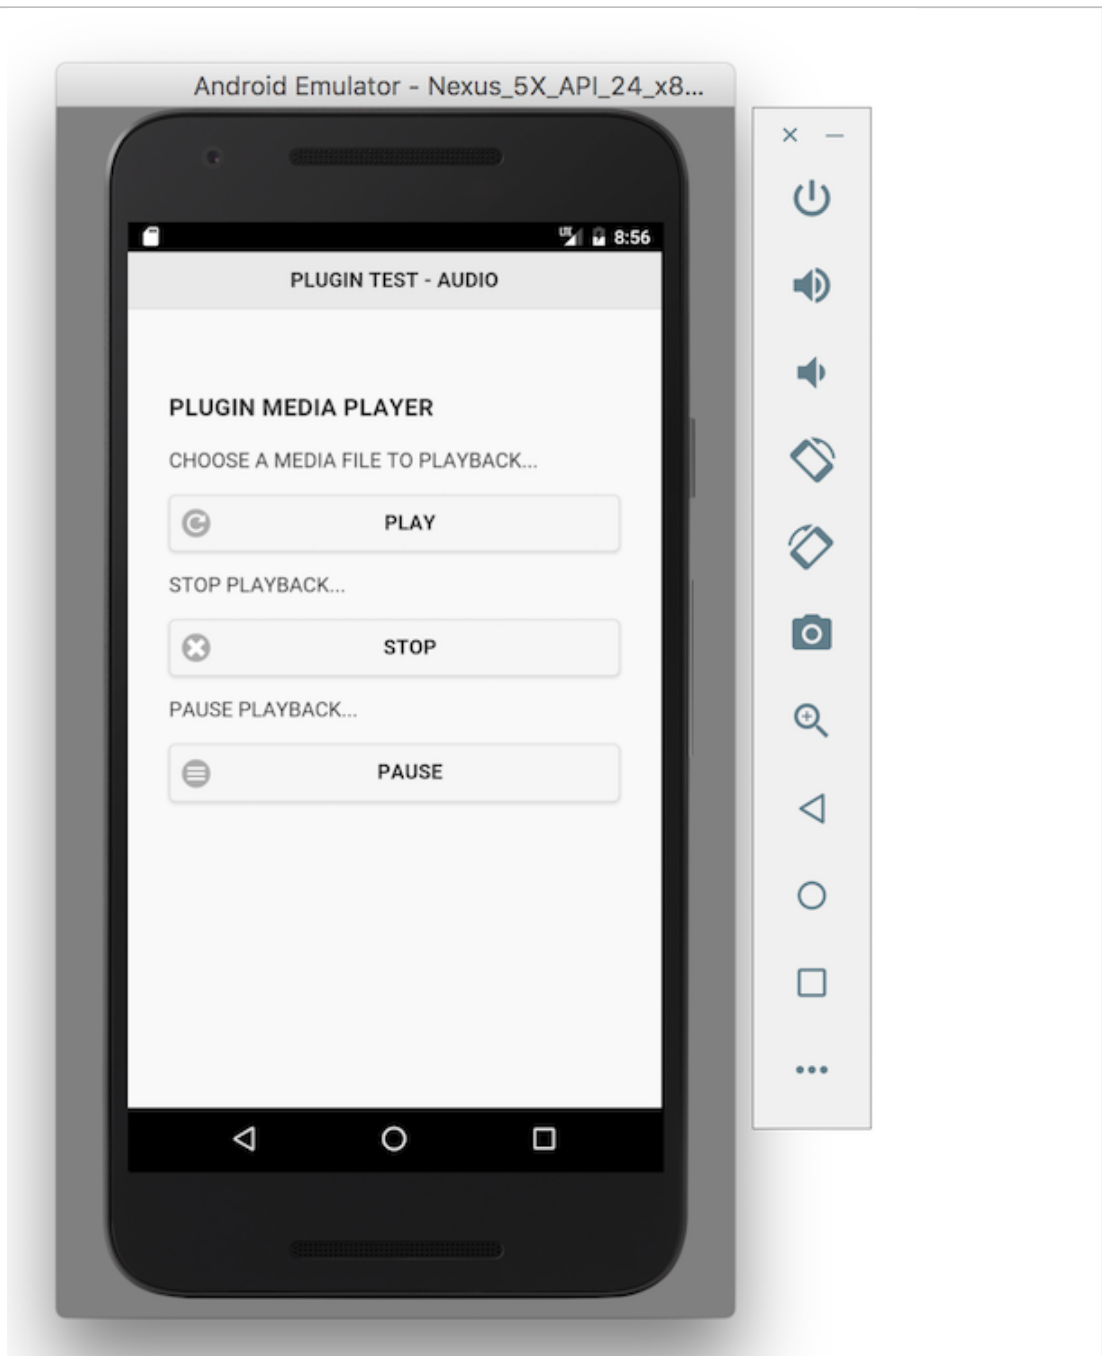 Android Emulator - Nexus_5X_API_24_x8...
LTE 8:56
PLUGIN TEST - AUDIO
PLUGIN MEDIA PLAYER
CHOOSE A MEDIA FILE TO PLAYBACK...
PLAY
STOP PLAYBACK...
STOP
PAUSE PLAYBACK...
PAUSE